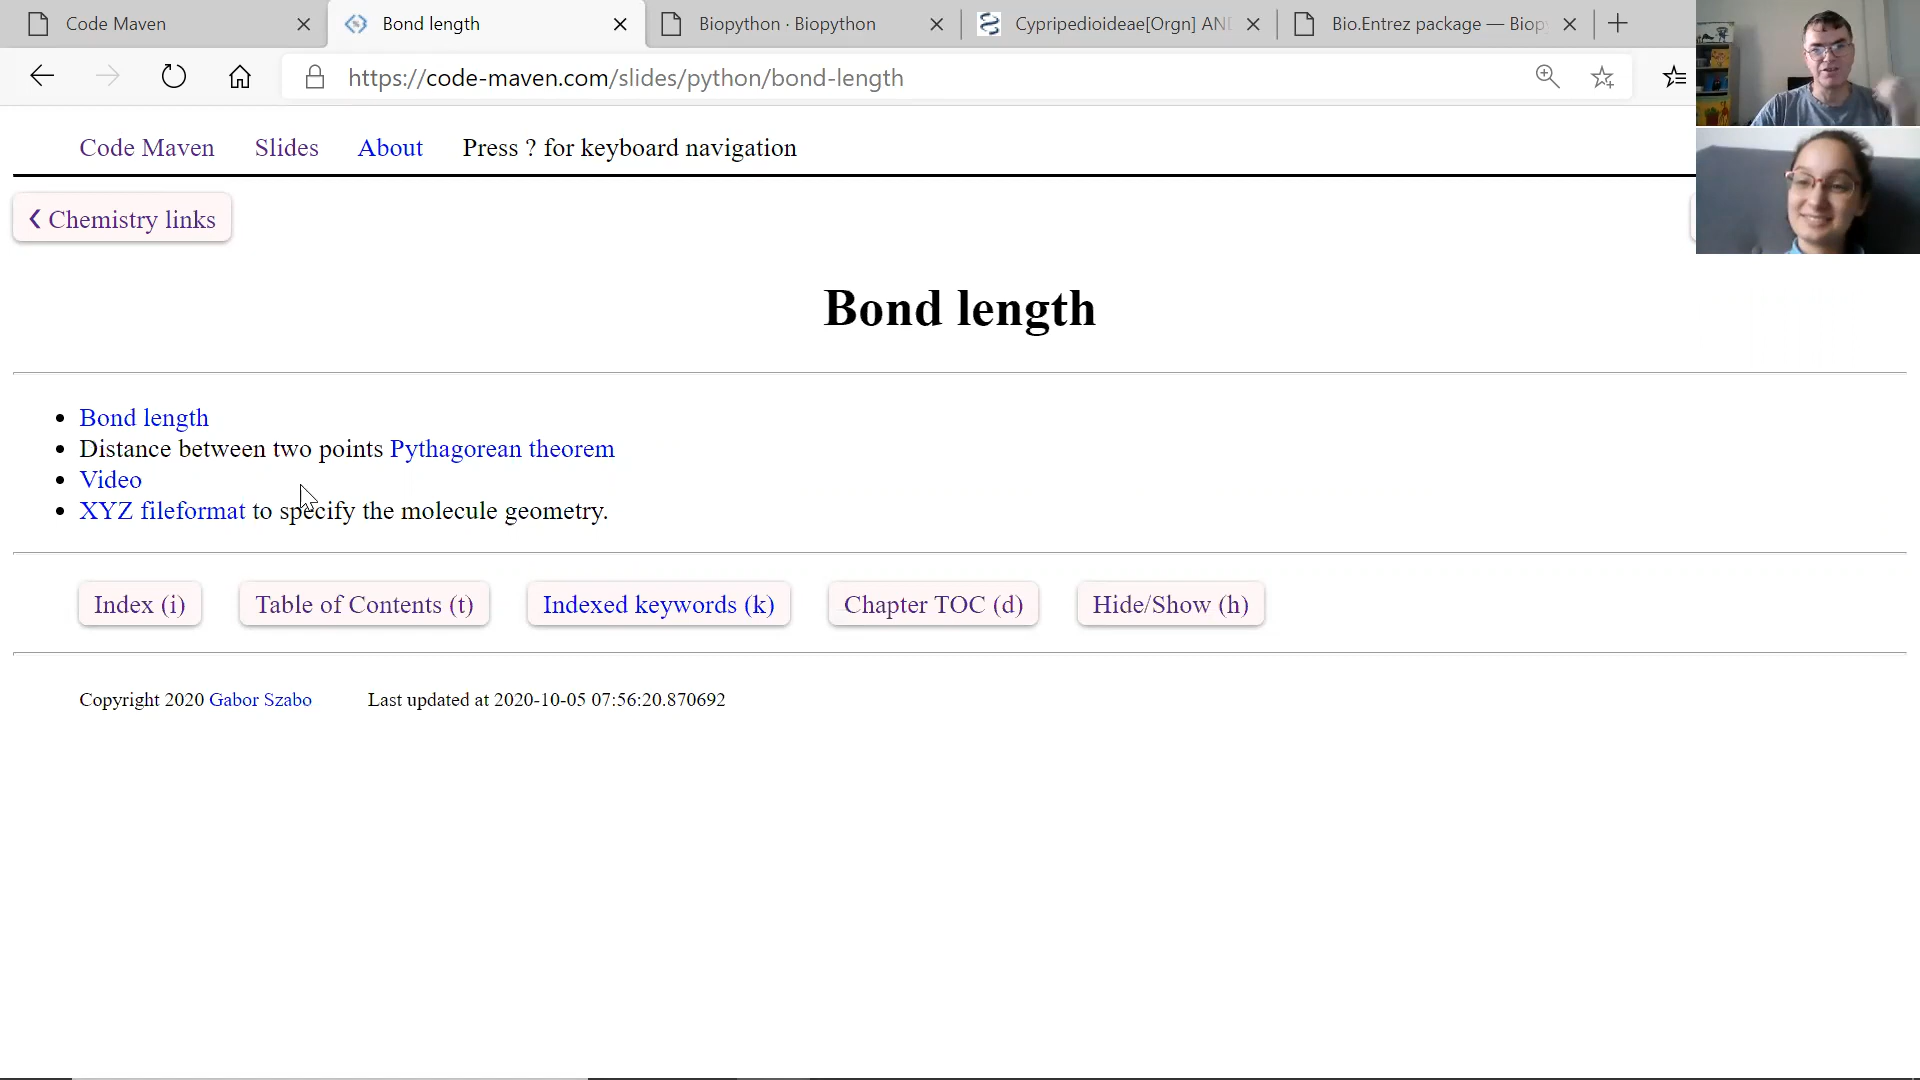 Code Maven
Bond length
Biopython · Biopython
Cypripedioideae[Orgn] AN
Bio.Entrez package — Biop
https://code-maven.com/slides/python/bond-length
Code Maven Slides About Press ? for keyboard navigation
❮ Chemistry links
Bond length
• Bond length
• Distance between two points Pythagorean theorem
• Video
• XYZ fileformat to specify the molecule geometry.
Index (i) Table of Contents (t) Indexed keywords (k) Chapter TOC (d) Hide/Show (h)
Copyright 2020 Gabor Szabo Last updated at 2020-10-05 07:56:20.870692